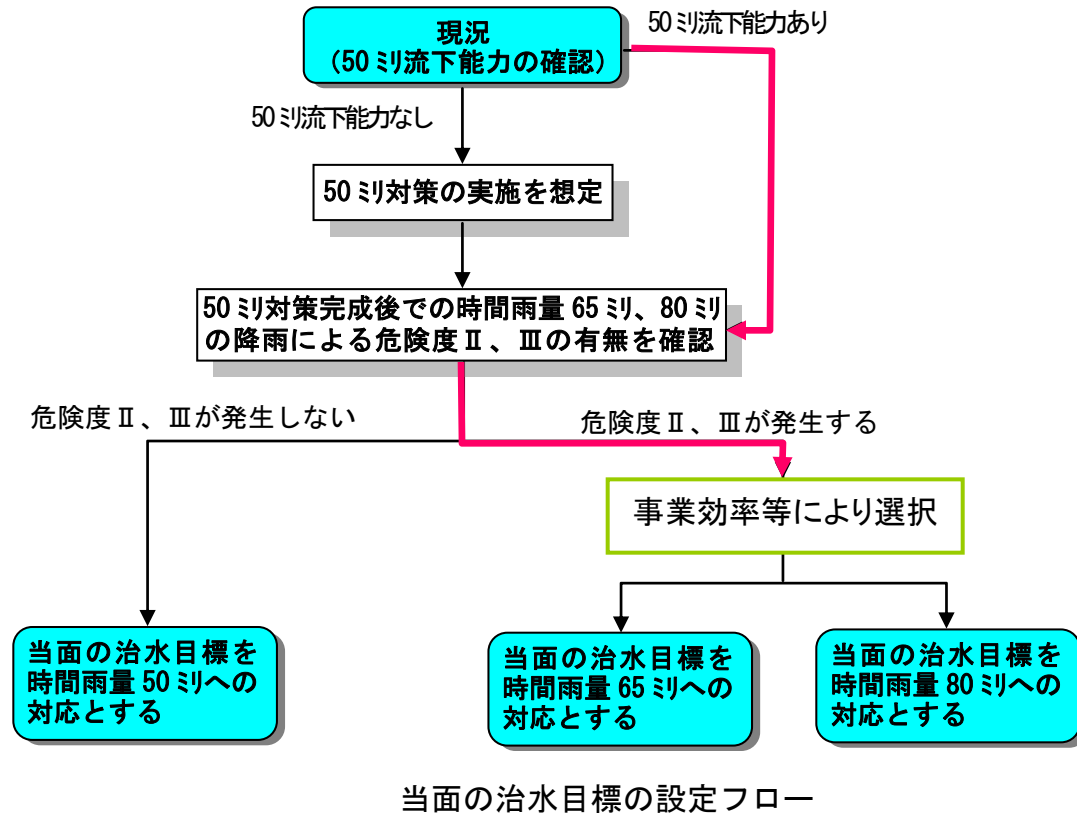 現況
（50ミリ流下能力の確認）
50ミリ流下能力あり
50ミリ流下能力なし
50ミリ対策の実施を想定
50ミリ対策完成後での時間雨量65ミリ、80ミリ
の降雨による危険度Ⅱ、Ⅲの有無を確認
危険度Ⅱ、Ⅲが発生しない
危険度Ⅱ、Ⅲが発生する
事業効率等により選択
当面の治水目標を
時間雨量50ミリへの
対応とする
当面の治水目標を
時間雨量65ミリへの
対応とする
当面の治水目標を
時間雨量80ミリへの
対応とする
当面の治水目標の設定フロー